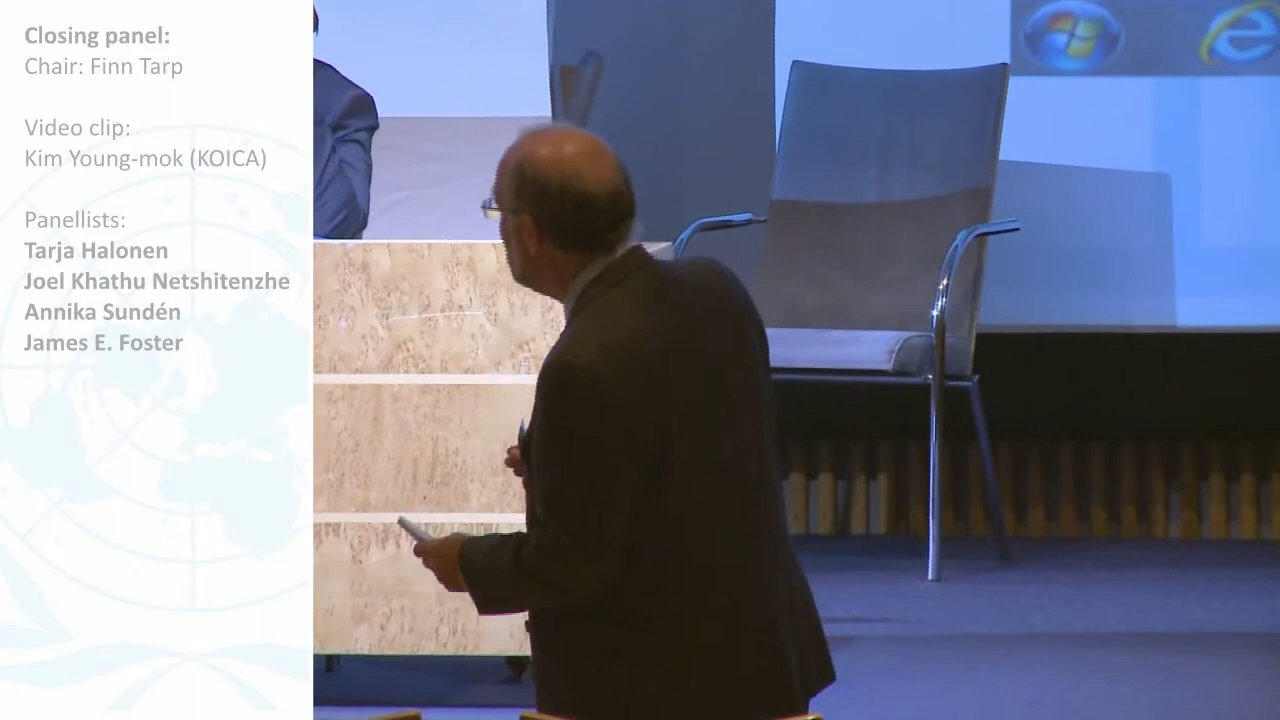 Closing panel:
Chair: Finn Tarp
Video clip:
Kim Young-mok (KOICA)
Panellists:
Tarja Halonen
Joel Khathu Netshitenzhe
Annika Sundén
James E. Foster